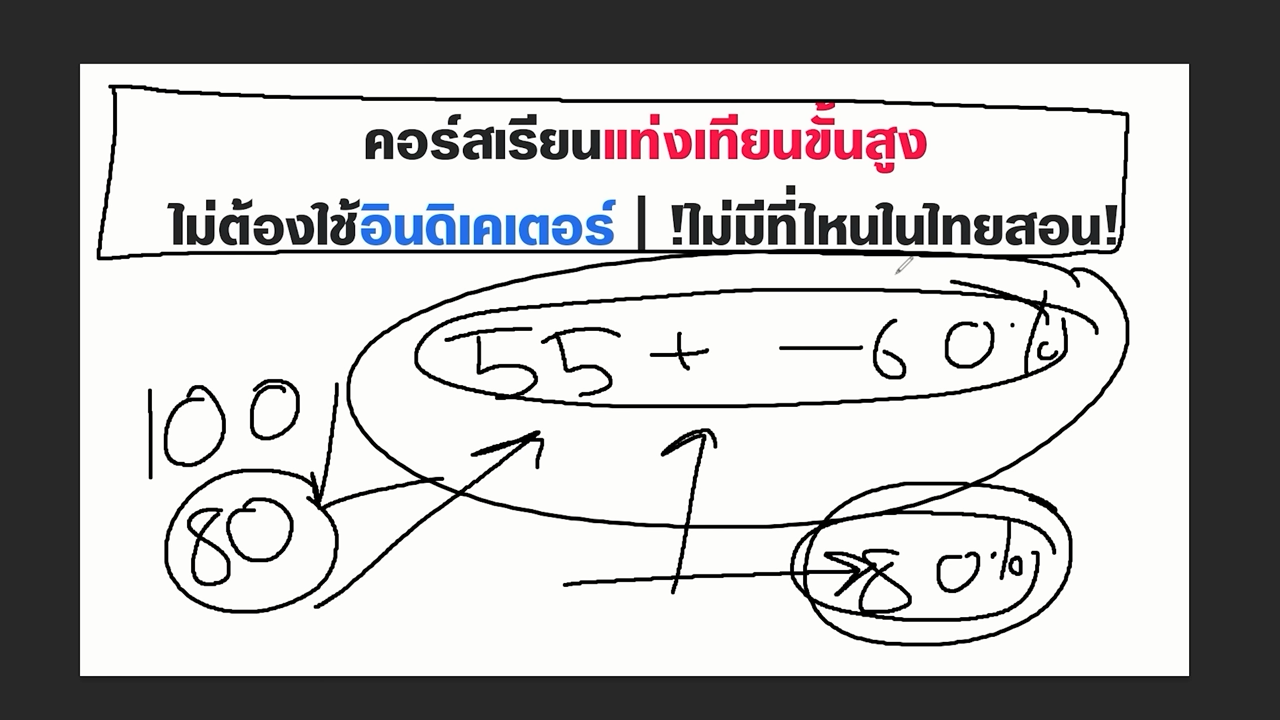 คอร์สเรียนแท่งเทียนขั้นสูง
ไม่ต้องใช้อินดิเคเตอร์ | !ไม่มีที่ไหนในไทยสอน!
55 + - 60%
100
80
80%